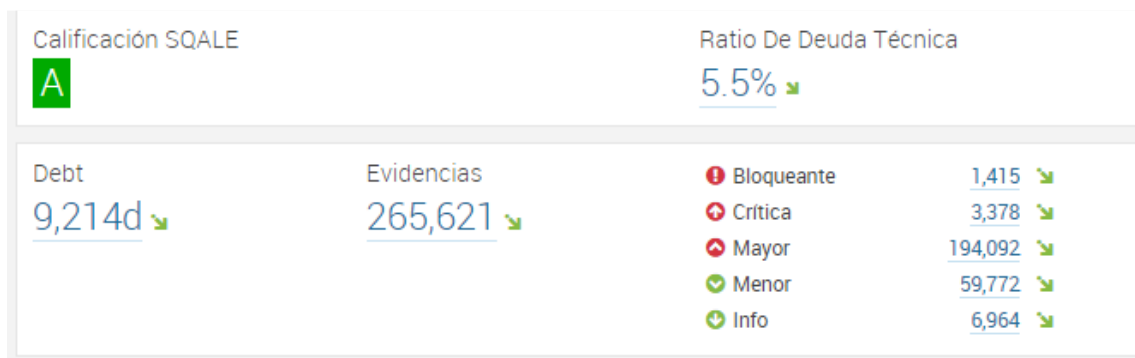 Calificación SQALE
A
Ratio De Deuda Técnica
5.5%
Debt
9,214d
Evidencias
265,621
Bloqueante 1,415
Crítica 3,378
Mayor 194,092
Menor 59,772
Info 6,964